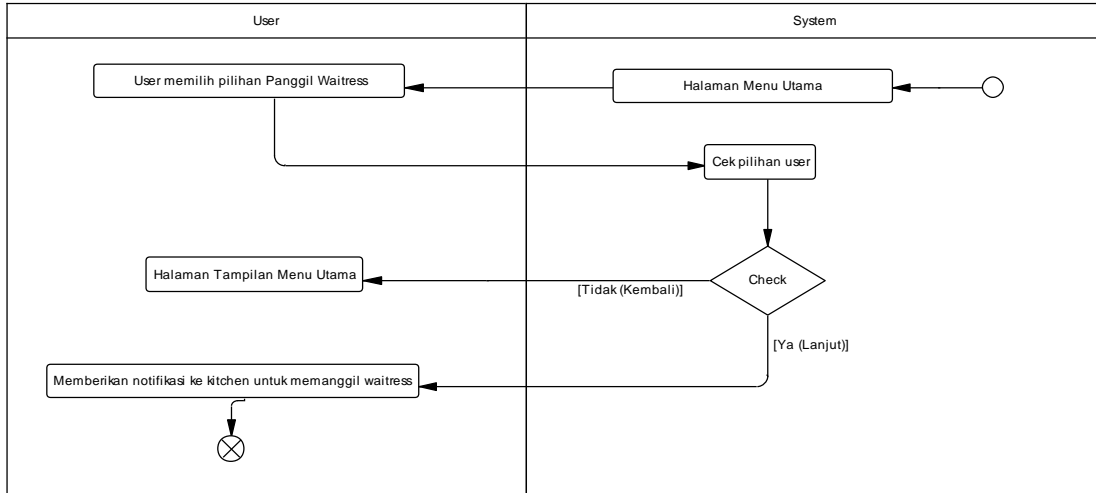 User
System
User memilih pilihan Panggil Waitress
Halaman Menu Utama
Cek pilihan user
Halaman Tampilan Menu Utama
Check
[Tidak (Kembali)]
[Ya (Lanjut)]
Memberikan notifikasi ke kitchen untuk memanggil waitress